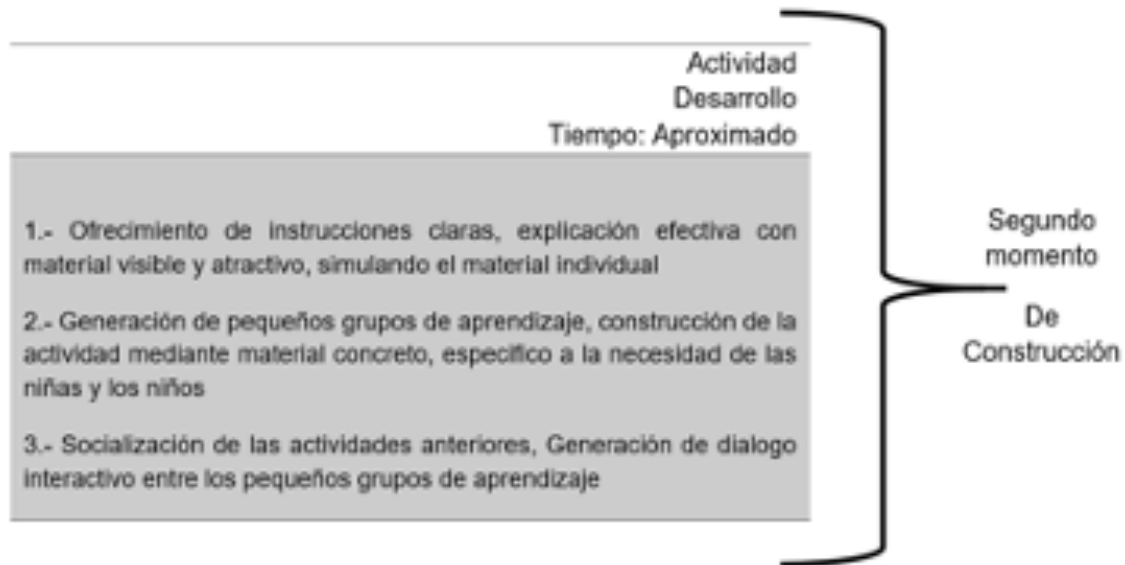 Actividad
Desarrollo
Tiempo: Aproximado
1.- Ofrecimiento de instrucciones claras, explicación efectiva con
material visible y atractivo, simulando el material individual
2.- Generación de pequeños grupos de aprendizaje, construcción de la
actividad mediante material concreto, especifico a la necesidad de las
niñas y los niños
3.- Socialización de las actividades anteriores, Generación de dialogo
interactivo entre los pequeños grupos de aprendizaje
Segundo
momento
De
Construcción